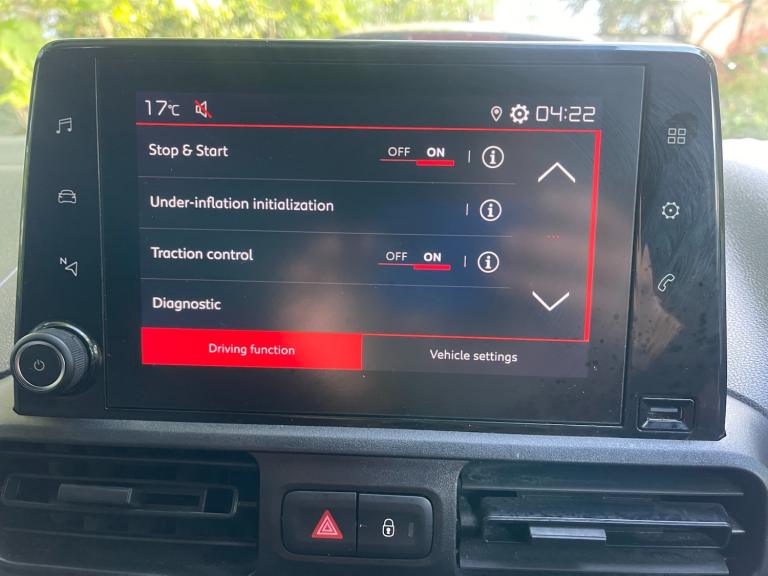 17°C 04:22
Stop & Start OFF ON
Under-inflation initialization
Traction control OFF ON
Diagnostic
Driving function Vehicle settings
N